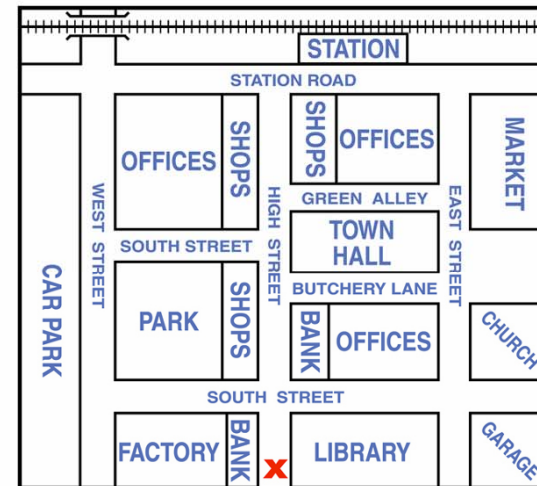 STATION
STATION ROAD
OFFICES
SHOPS
SHOPS
OFFICES
MARKET
WEST STREET
HIGH STREET
GREEN ALLEY
EAST STREET
TOWN
HALL
SOUTH STREET
CAR PARK
PARK
SHOPS
BUTCHERY LANE
BANK
OFFICES
CHURCH
SOUTH STREET
FACTORY
BANK
X
LIBRARY
GARAGE